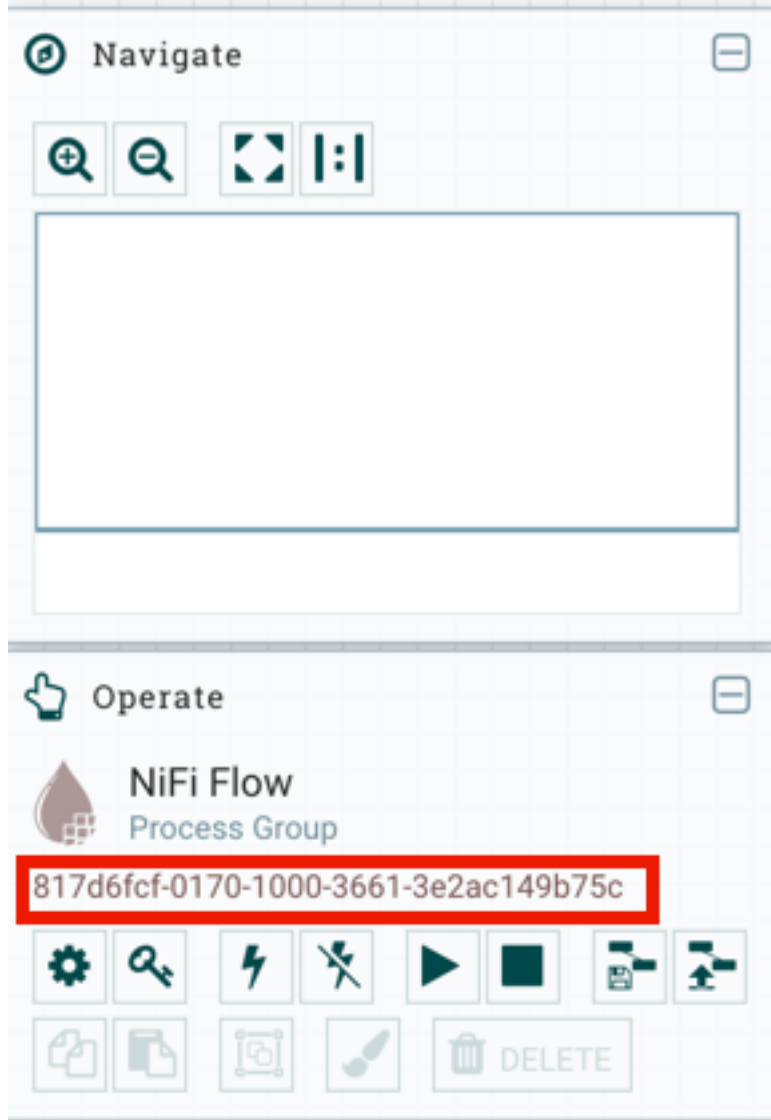 Navigate
Operate
NiFi Flow
Process Group
817d6fcf-0170-1000-3661-3e2ac149b75c
DELETE